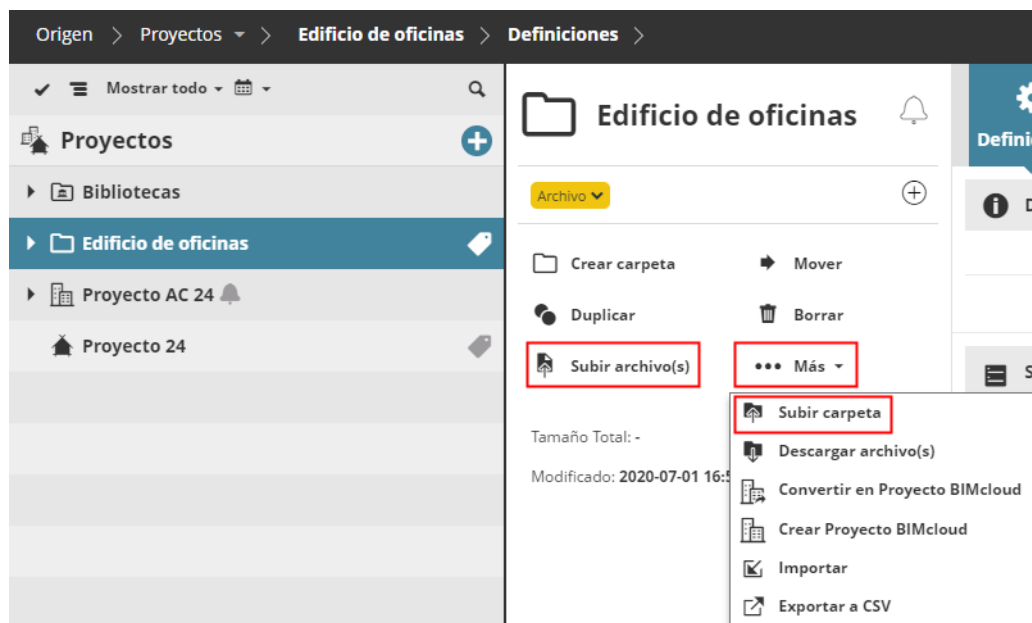 Origen > Proyectos > Edificio de oficinas > Definiciones >
Mostrar todo
Proyectos
Bibliotecas
Edificio de oficinas
Proyecto AC 24
Proyecto 24
Edificio de oficinas
Archivo
Crear carpeta
Mover
Duplicar
Borrar
Subir archivo(s)
••• Más
Subir carpeta
Descargar archivo(s)
Convertir en Proyecto BIMcloud
Crear Proyecto BIMcloud
Importar
Exportar a CSV
Tamaño Total: -
Modificado: 2020-07-01 16:5
Defini
D
S